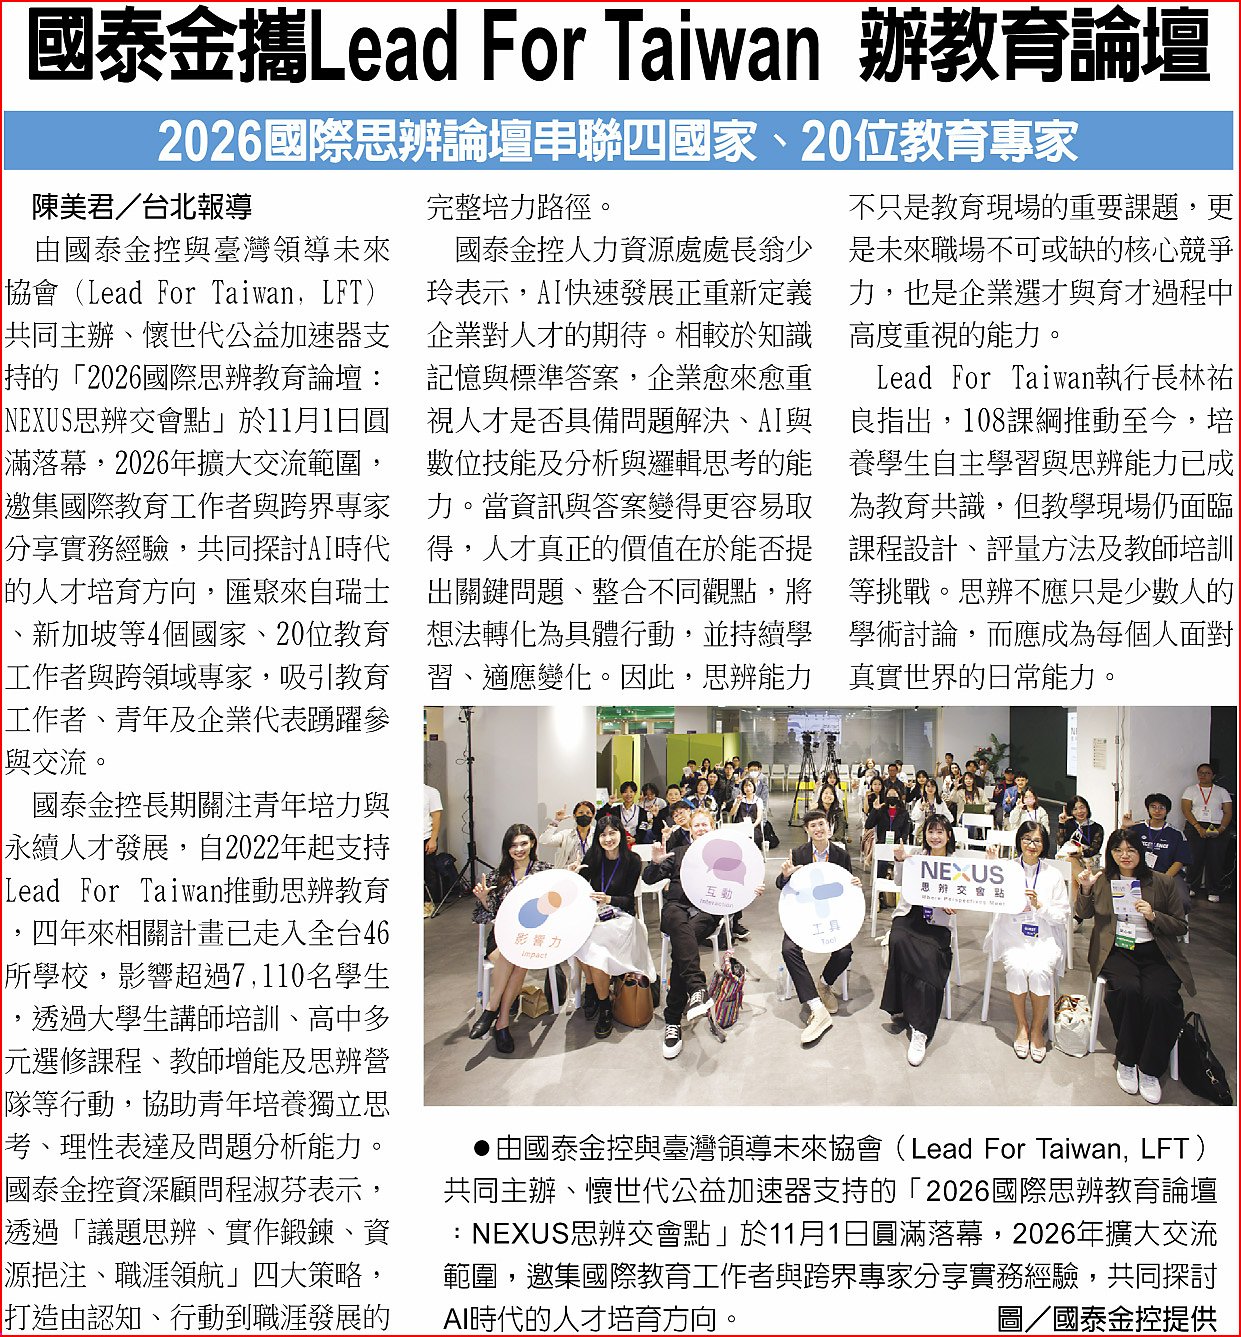 國泰金攜Lead For Taiwan 辦教育論壇
2026國際思辨論壇串聯四國家、20位教育專家
陳美君／台北報導
由國泰金控與臺灣領導未來
協會（Lead For Taiwan, LFT）
共同主辦、懷世代公益加速器支
持的「2026國際思辨教育論壇：
NEXUS思辨交會點」於11月1日圓
滿落幕，2026年擴大交流範圍，
邀集國際教育工作者與跨界專家
分享實務經驗，共同探討AI時代
的人才培育方向，匯聚來自瑞士
、新加坡等4個國家、20位教育
工作者與跨領域專家，吸引教育
工作者、青年及企業代表踴躍參
與交流。
國泰金控長期關注青年培力與
永續人才發展，自2022年起支持
Lead For Taiwan推動思辨教育
，四年來相關計畫已走入全台46
所學校，影響超過7,110名學生
，透過大學生講師培訓、高中多
元選修課程、教師增能及思辨營
隊等行動，協助青年培養獨立思
考、理性表達及問題分析能力。
國泰金控資深顧問程淑芬表示，
透過「議題思辨、實作鍛鍊、資
源挹注、職涯領航」四大策略，
打造由認知、行動到職涯發展的
完整培力路徑。
國泰金控人力資源處處長翁少
玲表示，AI快速發展正重新定義
企業對人才的期待。相較於知識
記憶與標準答案，企業愈來愈重
視人才是否具備問題解決、AI與
數位技能及分析與邏輯思考的能
力。當資訊與答案變得更容易取
得，人才真正的價值在於能否提
出關鍵問題、整合不同觀點，將
想法轉化為具體行動，並持續學
習、適應變化。因此，思辨能力
不只是教育現場的重要課題，更
是未來職場不可或缺的核心競爭
力，也是企業選才與育才過程中
高度重視的能力。
Lead For Taiwan執行長林祐
良指出，108課綱推動至今，培
養學生自主學習與思辨能力已成
為教育共識，但教學現場仍面臨
課程設計、評量方法及教師培訓
等挑戰。思辨不應只是少數人的
學術討論，而應成為每個人面對
真實世界的日常能力。
影響力
Impact
互動
Interaction
工具
Tool
NEXUS
思辨交會點
Where Perspectives Meet
●由國泰金控與臺灣領導未來協會（Lead For Taiwan, LFT）
共同主辦、懷世代公益加速器支持的「2026國際思辨教育論壇
：NEXUS思辨交會點」於11月1日圓滿落幕，2026年擴大交流
範圍，邀集國際教育工作者與跨界專家分享實務經驗，共同探討
AI時代的人才培育方向。 圖／國泰金控提供